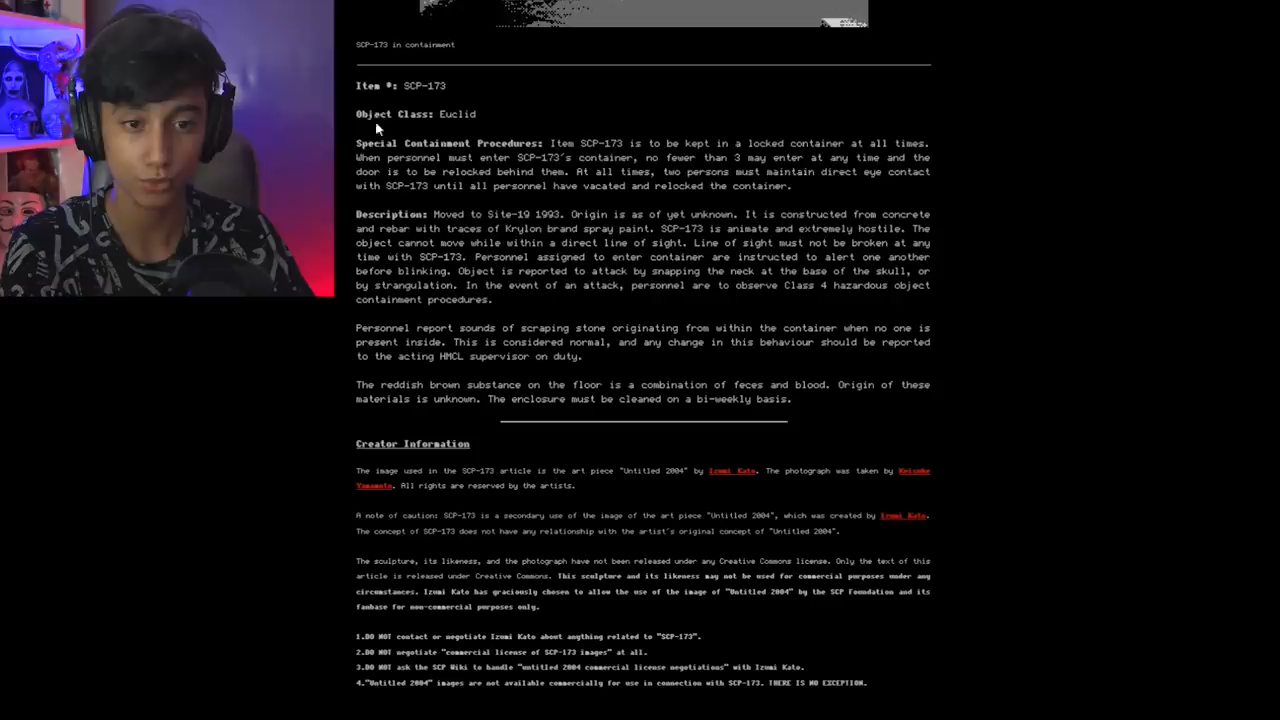 SCP-173 in containment
Item #: SCP-173
Object Class: Euclid
Special Containment Procedures: Item SCP-173 is to be kept in a locked container at all times.
When personnel must enter SCP-173's container, no fewer than 3 may enter at any time and the
door is to be relocked behind them. At all times, two persons must maintain direct eye contact
with SCP-173 until all personnel have vacated and relocked the container.
Description: Moved to Site-19 1993. Origin is as of yet unknown. It is constructed from concrete
and rebar with traces of Krylon brand spray paint. SCP-173 is animate and extremely hostile. The
object cannot move while within a direct line of sight. Line of sight must not be broken at any
time with SCP-173. Personnel assigned to enter container are instructed to alert one another
before blinking. Object is reported to attack by snapping the neck at the base of the skull, or
by strangulation. In the event of an attack, personnel are to observe Class 4 hazardous object
containment procedures.
Personnel report sounds of scraping stone originating from within the container when no one is
present inside. This is considered normal, and any change in this behaviour should be reported
to the acting HMCL supervisor on duty.
The reddish brown substance on the floor is a combination of feces and blood. Origin of these
materials is unknown. The enclosure must be cleaned on a bi-weekly basis.
Creator Information
The image used in the SCP-173 article is the art piece "Untitled 2004" by Izumi Kato. The photograph was taken by Keisuke
Yamamoto. All rights are reserved by the artists.
A note of caution: SCP-173 is a secondary use of the image of the art piece "Untitled 2004", which was created by Izumi Kato.
The concept of SCP-173 does not have any relationship with the artist's original concept of "Untitled 2004".
The sculpture, its likeness, and the photograph have not been released under any Creative Commons license. Only the text of this
article is released under Creative Commons. This sculpture and its likeness may not be used for commercial purposes under any
circumstances. Izumi Kato has graciously chosen to allow the use of the image of "Untitled 2004" by the SCP Foundation and its
fanbase for non-commercial purposes only.
1.DO NOT contact or negotiate Izumi Kato about anything related to "SCP-173".
2.DO NOT negotiate "commercial license of SCP-173 images" at all.
3.DO NOT ask the SCP Wiki to handle "untitled 2004 commercial license negotiations" with Izumi Kato.
4."Untitled 2004" images are not available commercially for use in connection with SCP-173. THERE IS NO EXCEPTION.